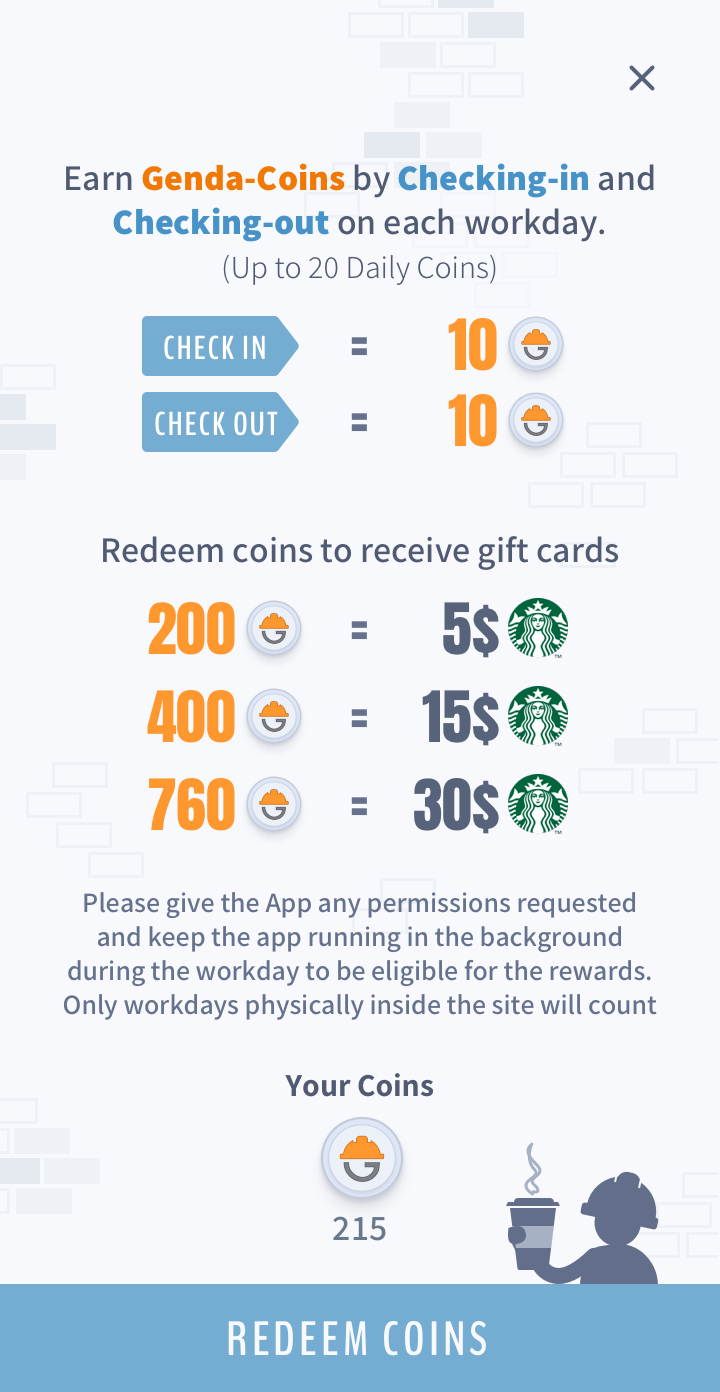 Earn Genda-Coins by Checking-in and
Checking-out on each workday.
(Up to 20 Daily Coins)
CHECK IN = 10
CHECK OUT = 10
Redeem coins to receive gift cards
200 = 5$
400 = 15$
760 = 30$
Please give the App any permissions requested
and keep the app running in the background
during the workday to be eligible for the rewards.
Only workdays physically inside the site will count
Your Coins
215
REDEEM COINS